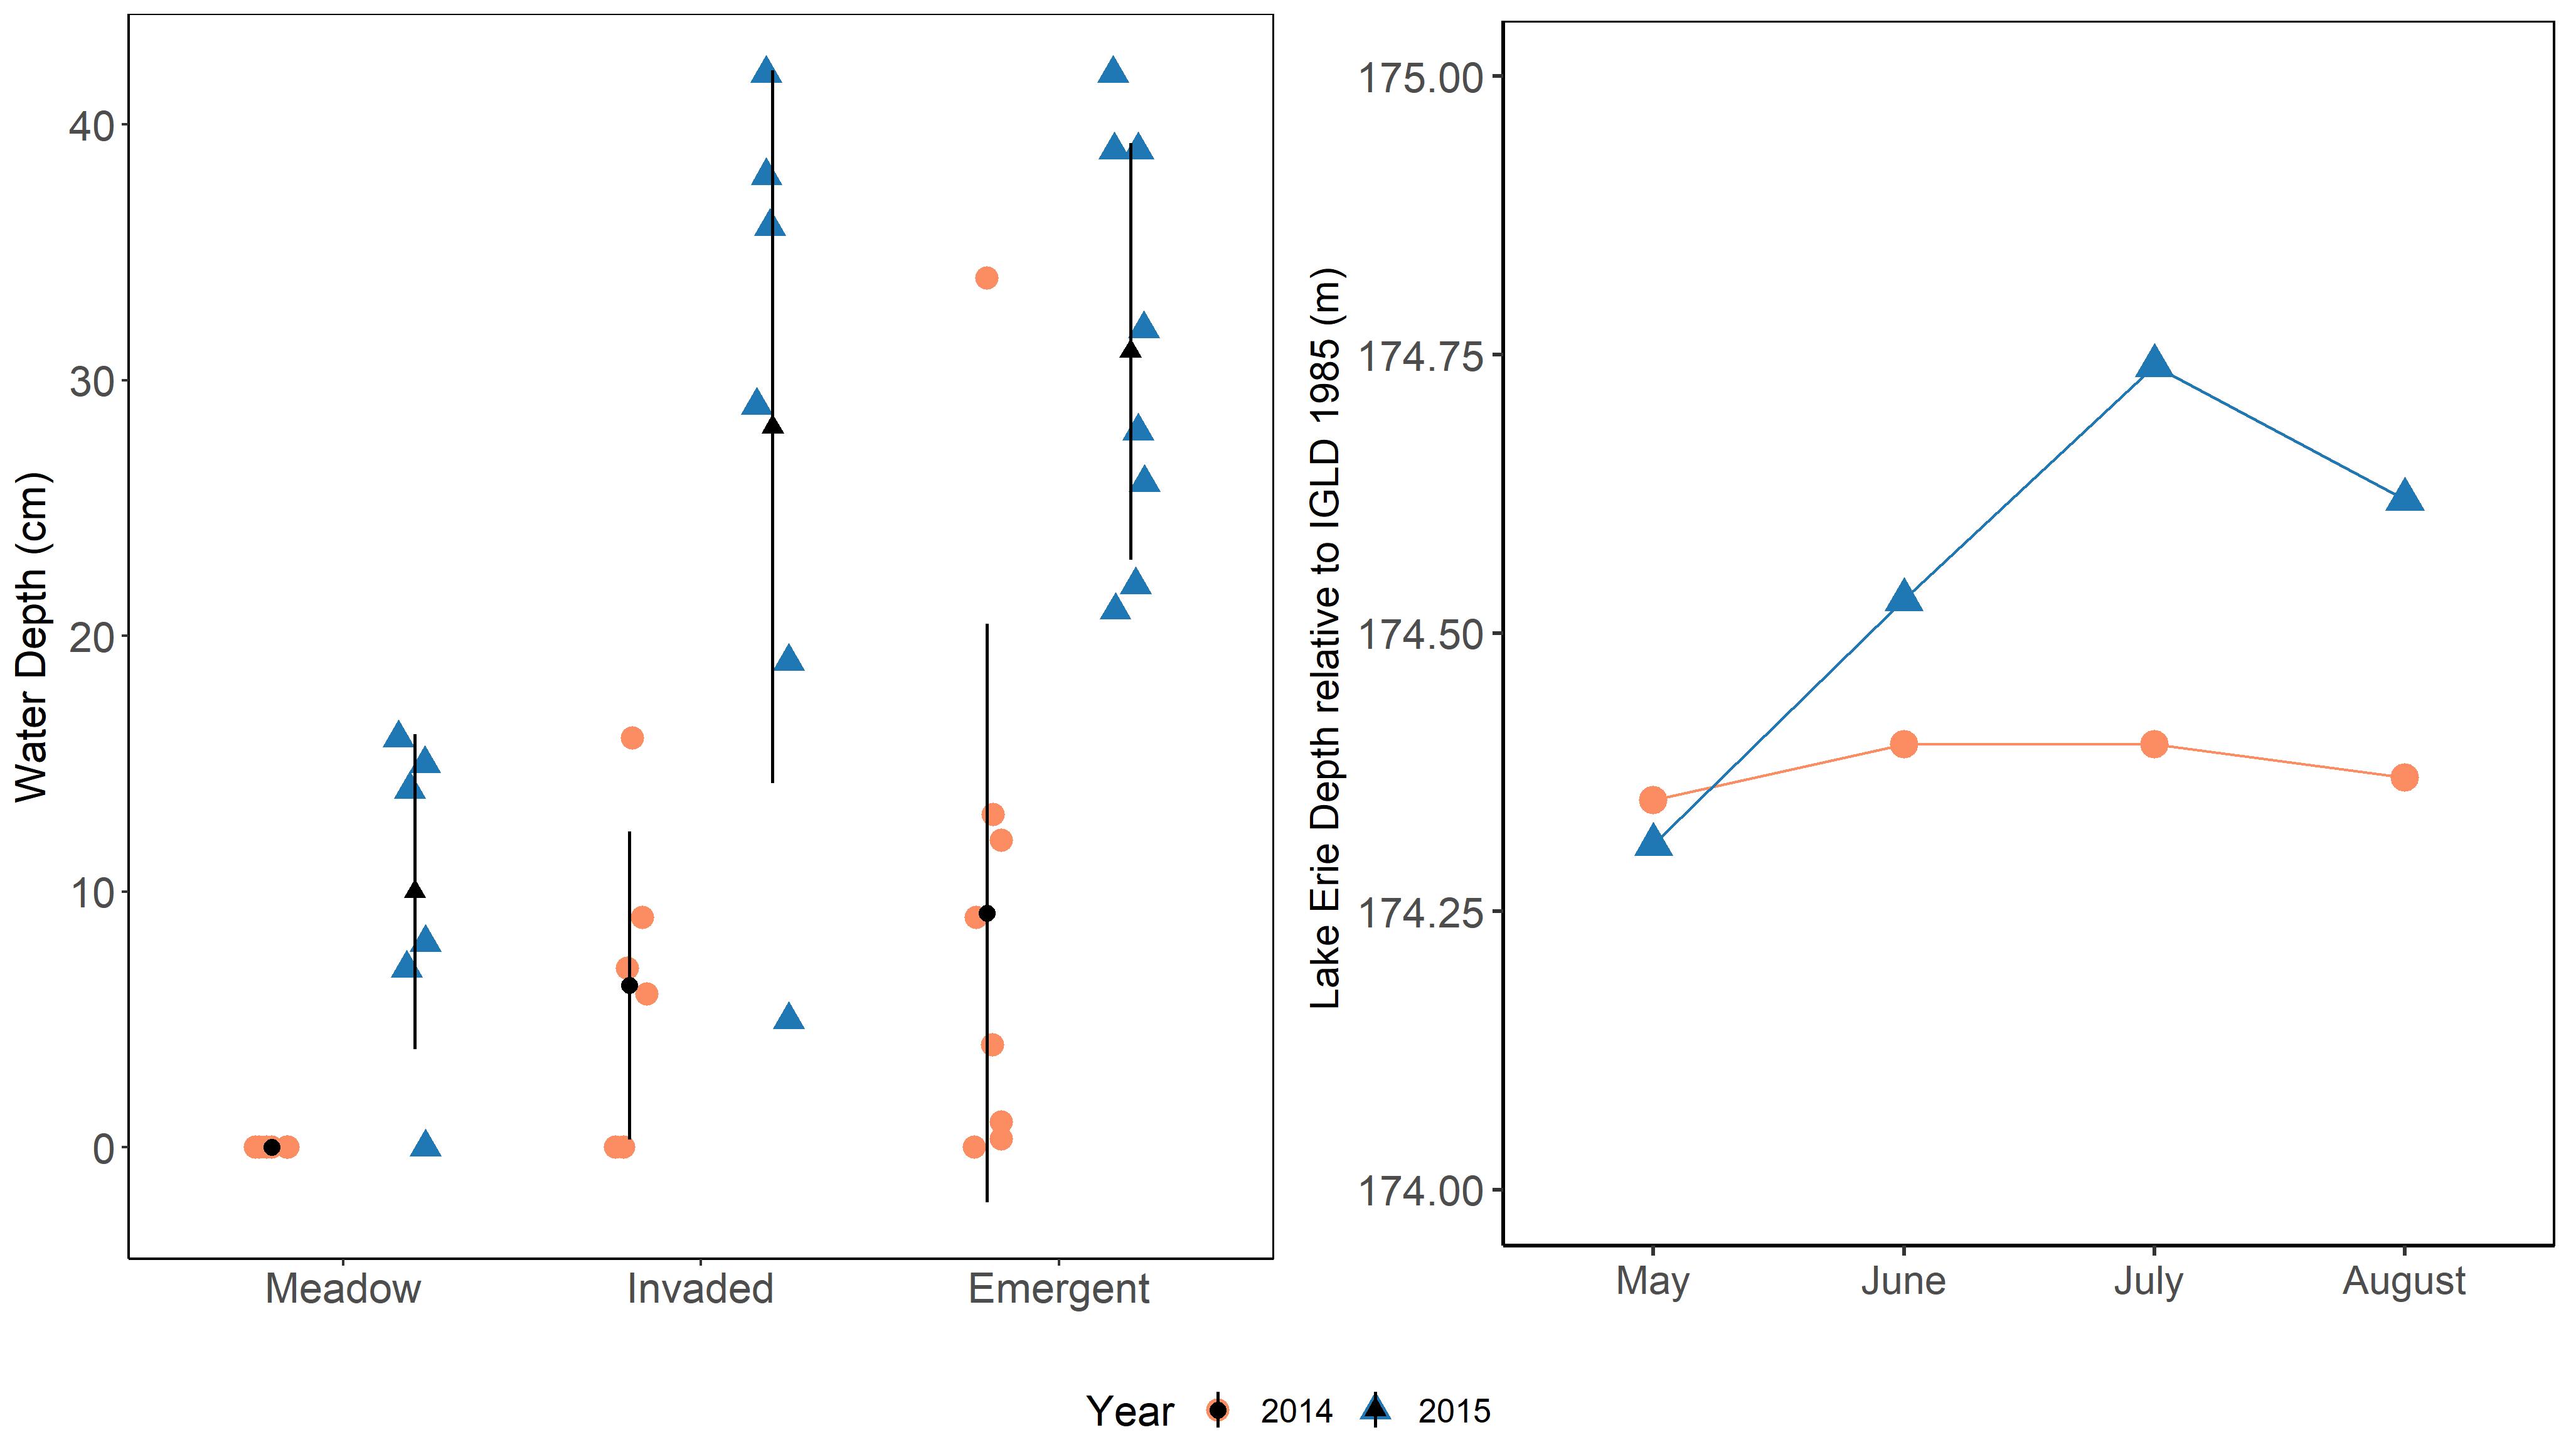 Water Depth (cm)
40
30
20
10
0
Meadow Invaded Emergent
Lake Erie Depth relative to IGLD 1985 (m)
175.00
174.75
174.50
174.25
174.00
May June July August
Year 2014 2015